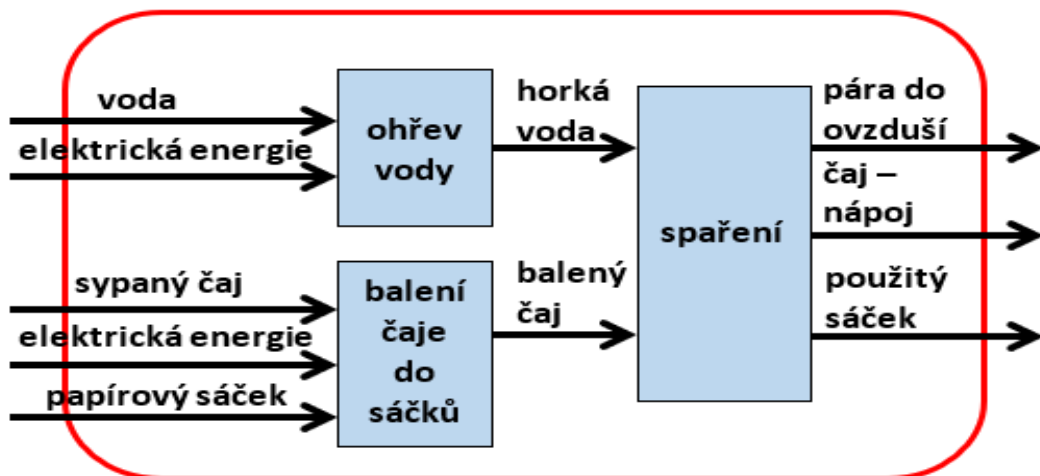 voda
elektrická energie
ohřev
vody
horká
voda
sypaný čaj
elektrická energie
papírový sáček
balení
čaje
do
sáčků
balený
čaj
spaření
pára do
ovzduší
čaj –
nápoj
použitý
sáček